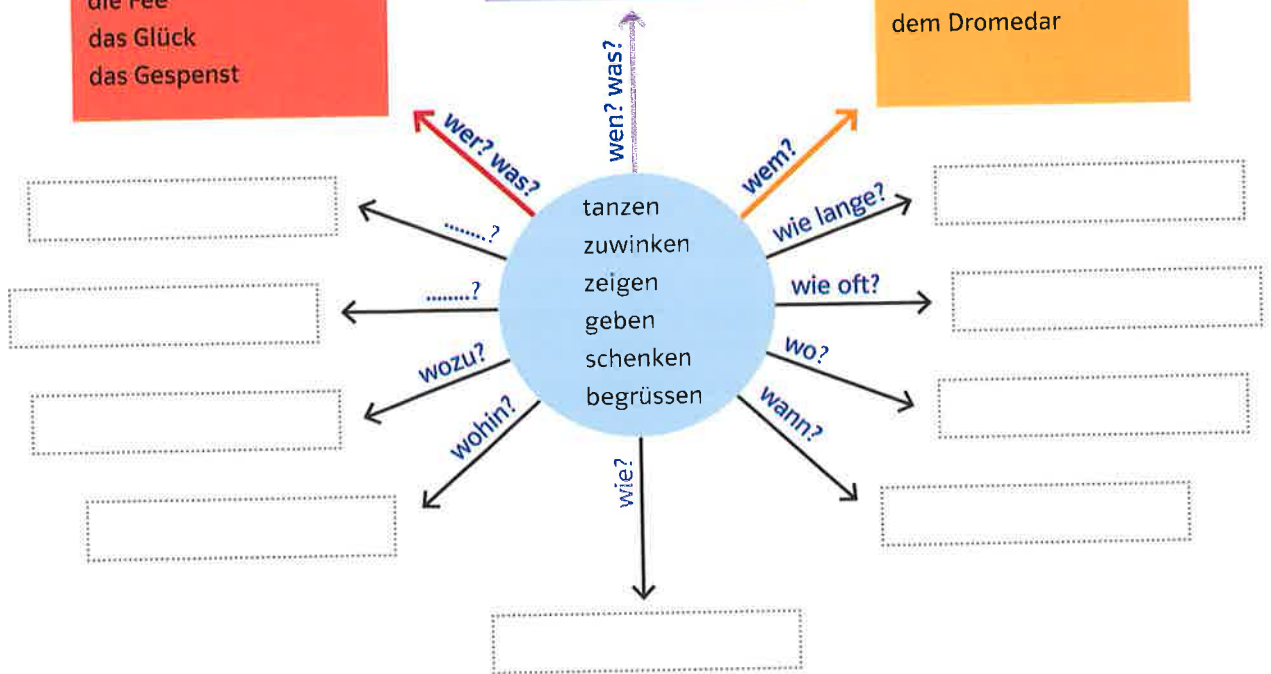 die Fee
das Glück
das Gespenst
dem Dromedar
wer? was?
wen? was?
wem?
wie lange?
wie oft?
wo?
wann?
wie?
wohin?
wozu?
........?
........?
tanzen
zuwinken
zeigen
geben
schenken
begrüssen